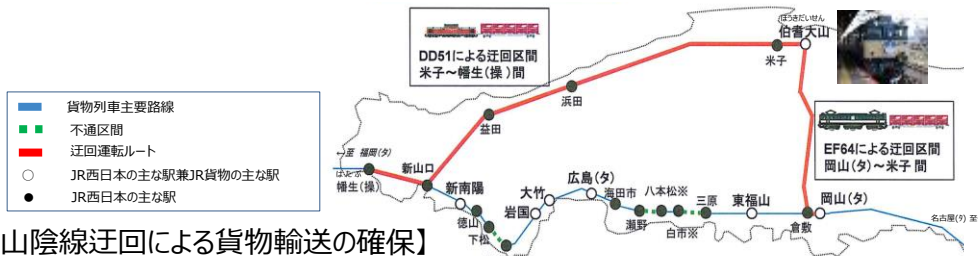 ほうきだいせん
伯耆大山
DD51による迂回区間
米子～幡生(操)間
米子
浜田
益田
貨物列車主要路線
不通区間
迂回運転ルート
JR西日本の主な駅兼JR貨物の主な駅
JR西日本の主な駅
EF64による迂回区間
岡山(タ)～米子間
←至 福岡(タ)
はたぶ
幡生(操)
新山口
新南陽
徳山
下松
岩国
大竹
広島(タ)
海田市
瀬野
八本松※
白市※
三原
東福山
倉敷
岡山(タ)
名古屋(タ) 至
山陰線迂回による貨物輸送の確保】